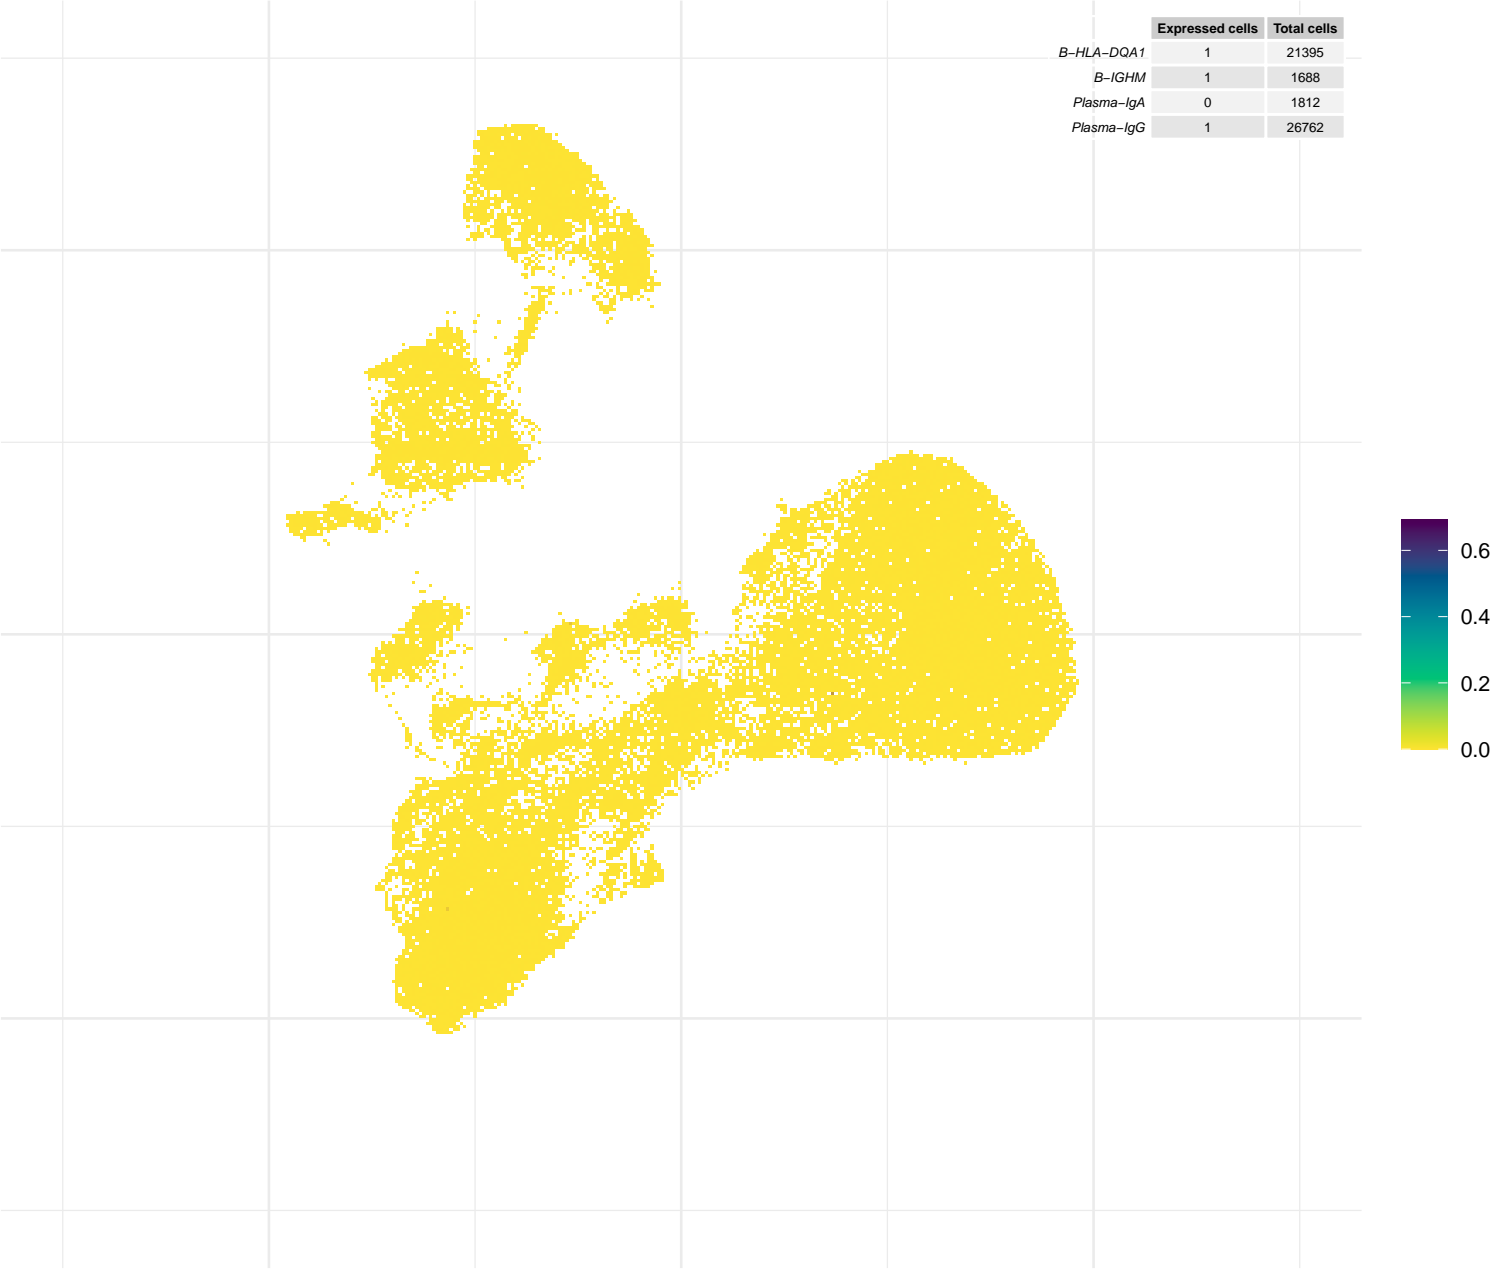 Expressed cells Total cells
B−HLA−DQA1 1 21395
B−IGHM 1 1688
Plasma−IgA 0 1812
Plasma−IgG 1 26762
0.6
0.4
0.2
0.0